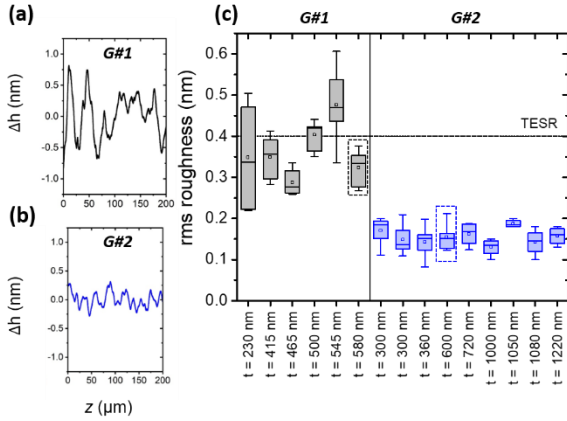 (a)
G#1
Δh (nm)
1.0
0.5
0.0
-0.5
-1.0
0 50 100 150 200
(b)
G#2
Δh (nm)
1.0
0.5
0.0
-0.5
-1.0
0 50 100 150 200
z (μm)
(c)
G#1 G#2
rms roughness (nm)
0.6
0.5
0.4
0.3
0.2
0.1
0.0
TESR
t = 230 nm
t = 415 nm
t = 465 nm
t = 500 nm
t = 545 nm
t = 580 nm
t = 300 nm
t = 300 nm
t = 360 nm
t = 600 nm
t = 720 nm
t = 1000 nm
t = 1050 nm
t = 1080 nm
t = 1220 nm